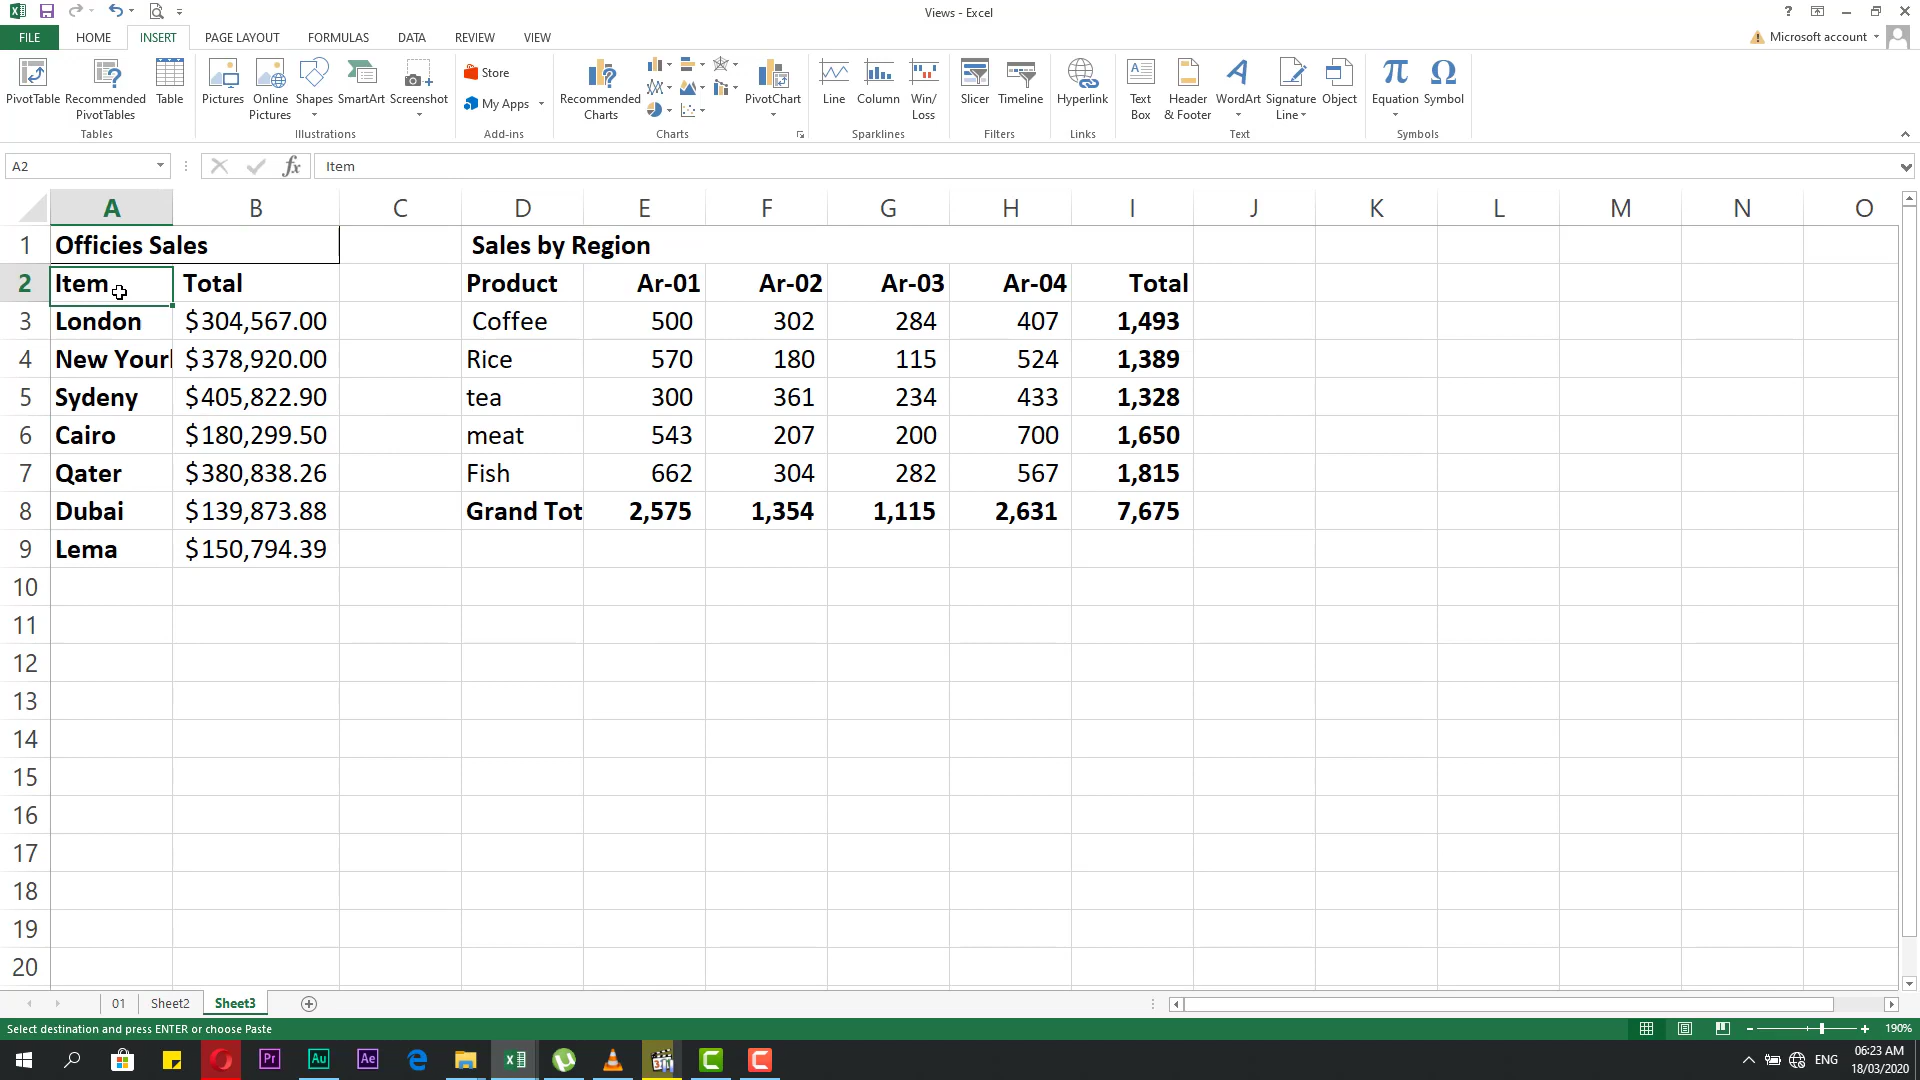 Views - Excel
?
FILE HOME INSERT PAGE LAYOUT FORMULAS DATA REVIEW VIEW Microsoft account
PivotTable Recommended PivotTables Table Pictures Online Pictures Shapes SmartArt Screenshot Store My Apps Recommended Charts PivotChart Line Column Win/Loss Slicer Timeline Hyperlink Text Box Header & Footer WordArt Signature Line Object Equation Symbol
Tables Illustrations Add-ins Charts Sparklines Filters Links Text Symbols
A2 fx Item
A B C D E F G H I J K L M N O
1 Officies Sales Sales by Region
2 Item Total Product Ar-01 Ar-02 Ar-03 Ar-04 Total
3 London $304,567.00 Coffee 500 302 284 407 1,493
4 New Your $378,920.00 Rice 570 180 115 524 1,389
5 Sydeny $405,822.90 tea 300 361 234 433 1,328
6 Cairo $180,299.50 meat 543 207 200 700 1,650
7 Qater $380,838.26 Fish 662 304 282 567 1,815
8 Dubai $139,873.88 Grand Tot 2,575 1,354 1,115 2,631 7,675
9 Lema $150,794.39
10
11
12
13
14
15
16
17
18
19
20
01 Sheet2 Sheet3
Select destination and press ENTER or choose Paste 190%
Pr Au Ae ENG 06:23 AM
18/03/2020